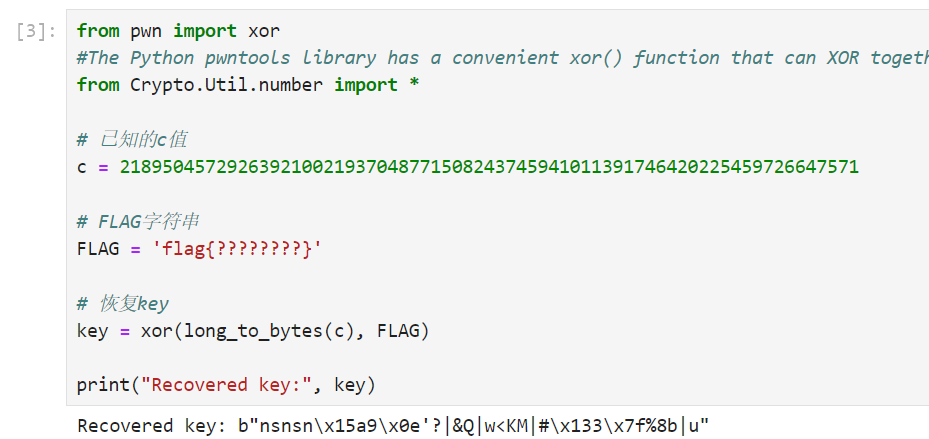 [3]:
from pwn import xor
#The Python pwntools library has a convenient xor() function that can XOR togeth
from Crypto.Util.number import *
# 已知的c值
c = 21895045729263921002193704877150824374594101139174642022545972664​7571
# FLAG字符串
FLAG = 'flag{????????}'
# 恢复key
key = xor(long_to_bytes(c), FLAG)
print("Recovered key:", key)
Recovered key: b"nsnsn\x15a9\x0e'?|&Q|w<KM|#\x133\x7f%8b|u"